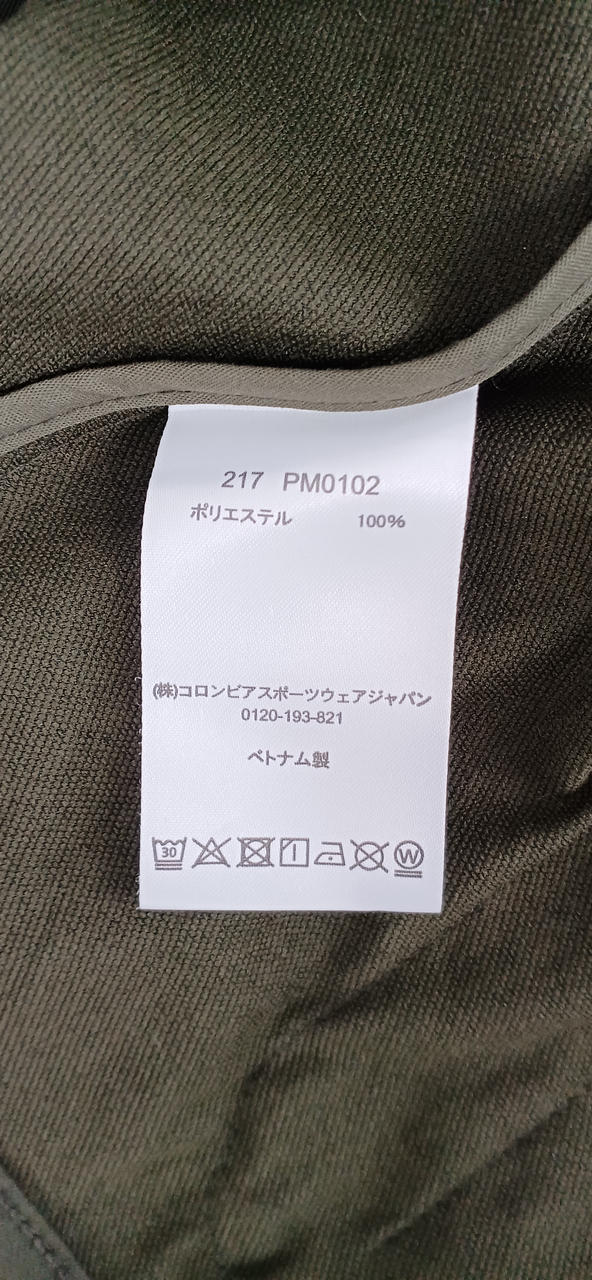 217 PM0102
ポリエステル 100%
(株)コロンビアスポーツウェアジャパン
0120-193-821
ベトナム製
30 W